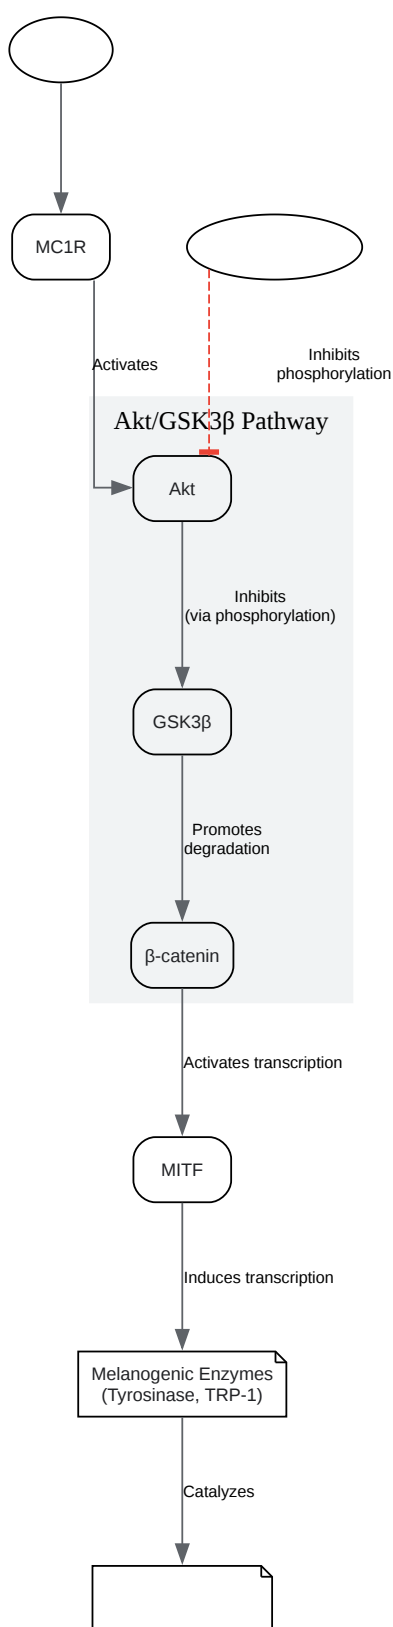 MC1R
Activates
Inhibits
phosphorylation
Akt/GSK3β Pathway
Akt
Inhibits
(via phosphorylation)
GSK3β
Promotes
degradation
β-catenin
Activates transcription
MITF
Induces transcription
Melanogenic Enzymes
(Tyrosinase, TRP-1)
Catalyzes